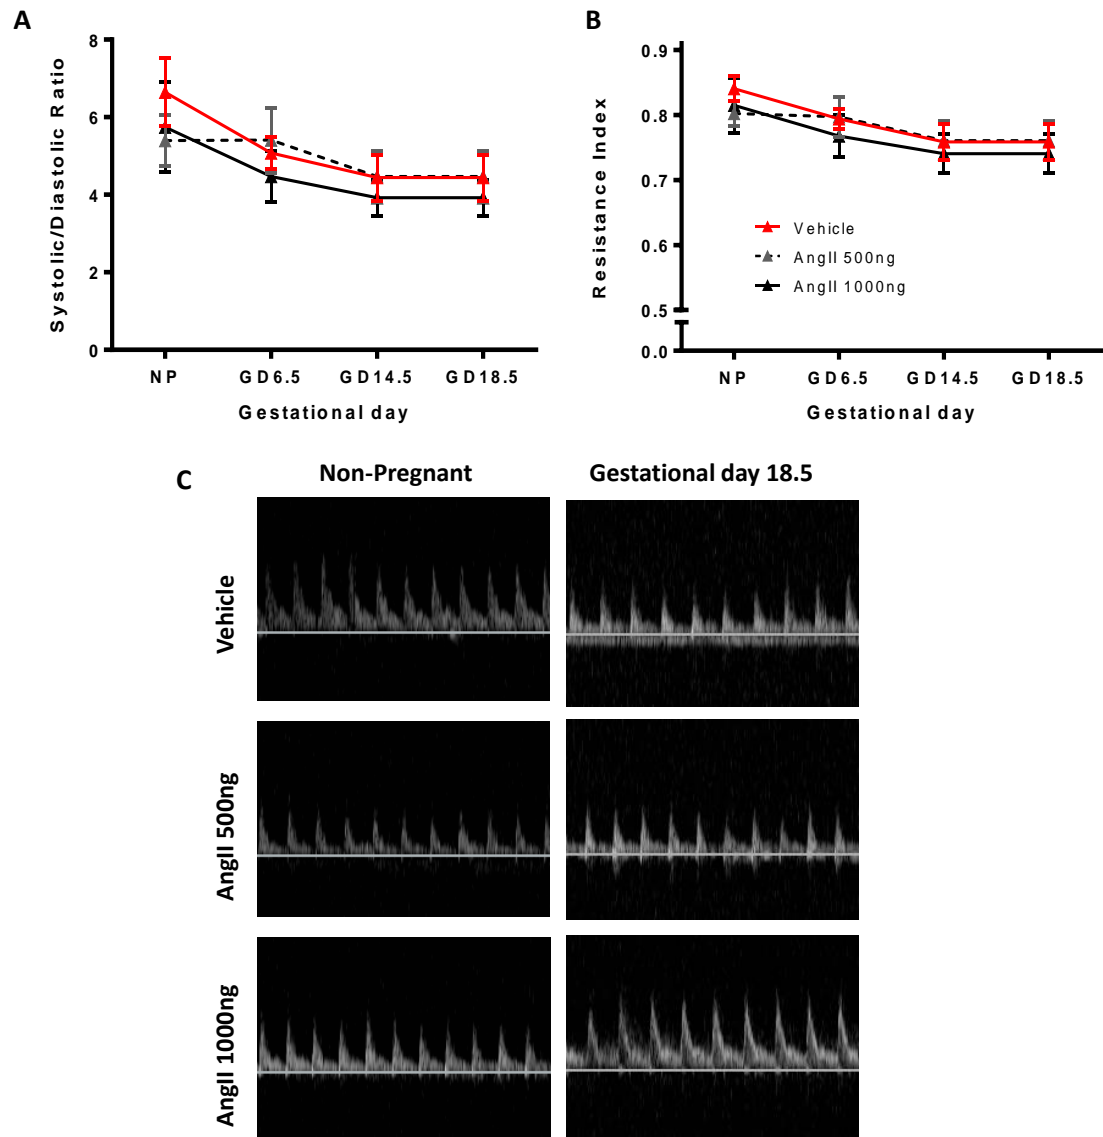 A
Systolic/Diastolic Ratio
8
6
4
2
0
NP GD6.5 GD14.5 GD18.5
Gestational day
B
Resistance Index
0.9
0.8
0.7
0.6
0.5
0.0
Vehicle
AngII 500ng
AngII 1000ng
NP GD6.5 GD14.5 GD18.5
Gestational day
C
Non-Pregnant Gestational day 18.5
Vehicle
AngII 500ng
AngII 1000ng